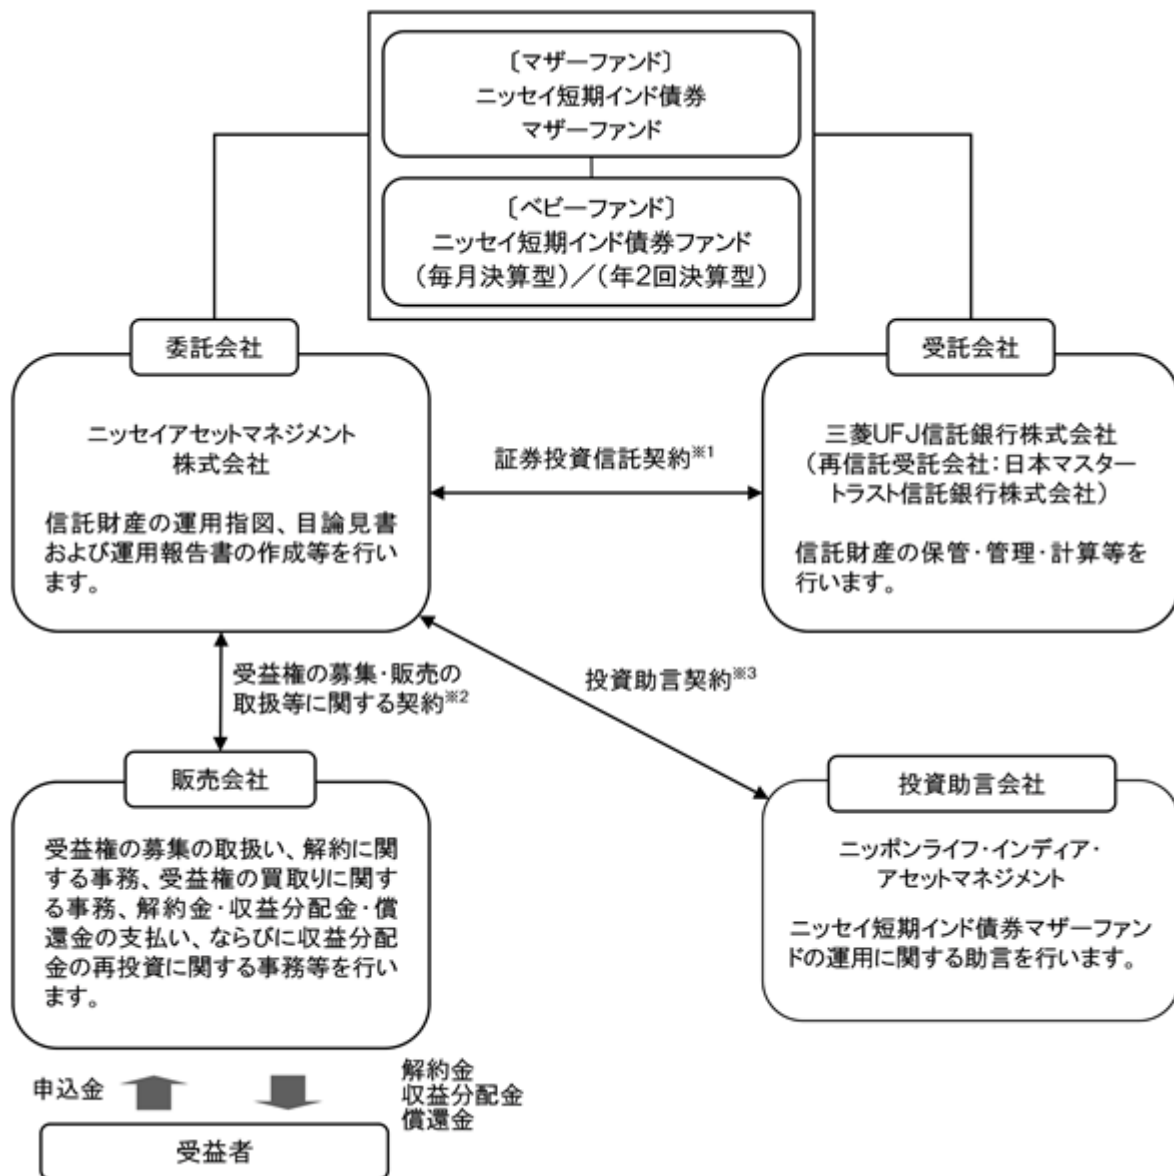 〔マザーファンド〕
ニッセイ短期インド債券
マザーファンド
〔ベビーファンド〕
ニッセイ短期インド債券ファンド
(毎月決算型)／(年2回決算型)
委託会社
ニッセイアセットマネジメント
株式会社
信託財産の運用指図、目論見書
および運用報告書の作成等を行い
ます。
証券投資信託契約※1
受託会社
三菱UFJ信託銀行株式会社
(再信託受託会社：日本マスター
トラスト信託銀行株式会社)
信託財産の保管・管理・計算等を
行います。
受益権の募集・販売の
取扱等に関する契約※2
投資助言契約※3
販売会社
受益権の募集の取扱い、解約に関
する事務、受益権の買取りに関す
る事務、解約金・収益分配金・償
還金の支払い、ならびに収益分配
金の再投資に関する事務等を行い
ます。
投資助言会社
ニッポンライフ・インディア・
アセットマネジメント
ニッセイ短期インド債券マザーファン
ドの運用に関する助言を行います。
申込金
解約金
収益分配金
償還金
受益者